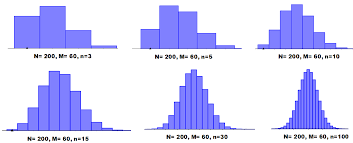 N= 200, M= 60, n=3
N= 200, M= 60, n=5
N= 200, M= 60, n=10
N= 200, M= 60, n=15
N= 200, M= 60, n=30
N= 200, M= 60, n=100